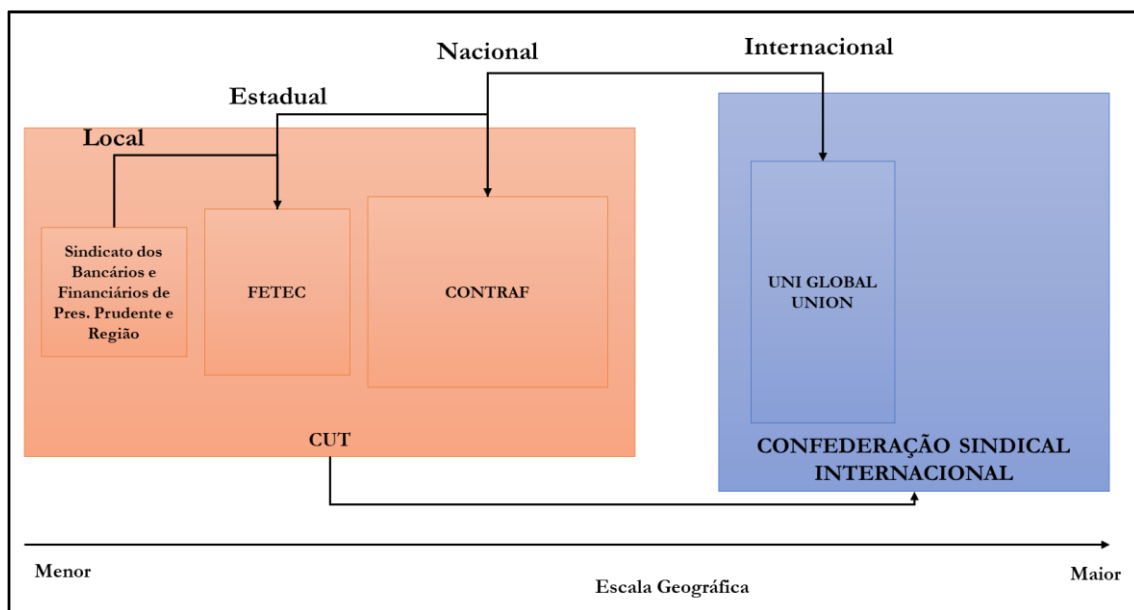 Nacional
Internacional
Estadual
Local
Sindicato dos
Bancários e
Financiários de
Pres. Prudente e
Região
FETEC
CONTRAF
UNI GLOBAL
UNION
CUT
CONFEDERAÇÃO SINDICAL
INTERNACIONAL
Menor
Escala Geográfica
Maior